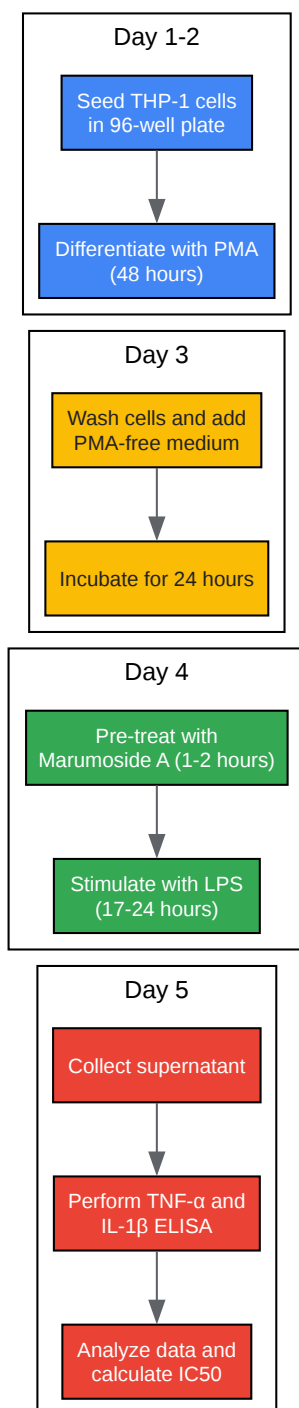 Day 1-2
Seed THP-1 cells
in 96-well plate
Differentiate with PMA
(48 hours)
Day 3
Wash cells and add
PMA-free medium
Incubate for 24 hours
Day 4
Pre-treat with
Marumoside A (1-2 hours)
Stimulate with LPS
(17-24 hours)
Day 5
Collect supernatant
Perform TNF-α and
IL-1β ELISA
Analyze data and
calculate IC50